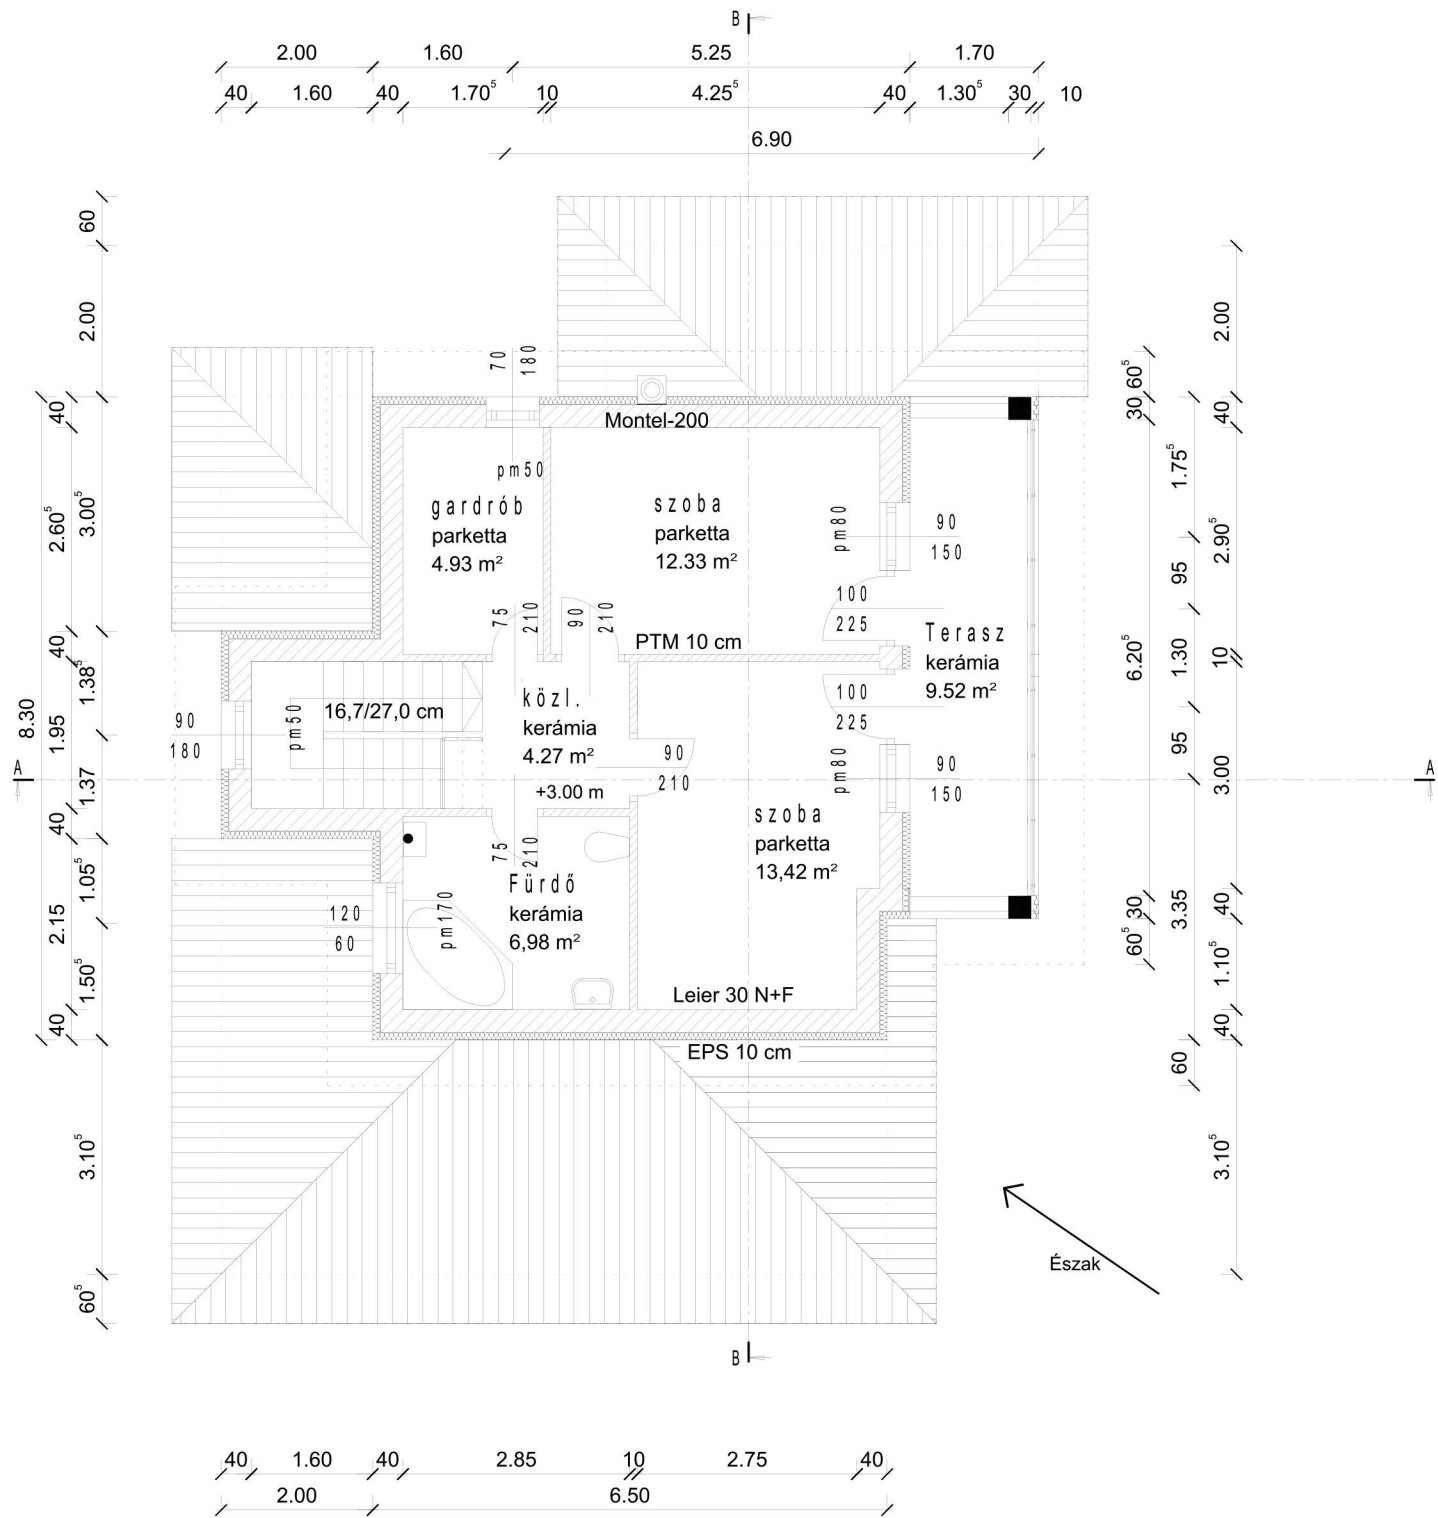 B
2.00 1.60 5.25 1.70
40 1.60 40 1.70⁵ 10 4.25⁵ 40 1.30⁵ 30 10
6.90
60
2.00
2.00
70
180
60⁵
30
40
40
Montel-200
pm50
1.75⁵
gardrób
parketta
4.93 m²
szoba
parketta
12.33 m²
pm80
90
150
2.60⁵
3.00⁵
2.90⁵
95
75
210
90
210
100
225
PTM 10 cm
Terasz
kerámia
9.52 m²
6.20⁵
1.30
10
40
1.38⁵
8.30
1.95
1.37
90
180
pm50
16,7/27,0 cm
közl.
kerámia
4.27 m²
+3.00 m
100
225
90
210
pm80
90
150
95
3.00
A
A
40
1.05⁵
2.15
1.50⁵
40
75
210
szoba
parketta
13,42 m²
Fürdő
kerámia
6,98 m²
120
60
pm170
30
60⁵
3.35
40
1.10⁵
40
Leier 30 N+F
EPS 10 cm
60
3.10⁵
3.10⁵
Észak
60⁵
B
40 1.60 40 2.85 10 2.75 40
2.00 6.50